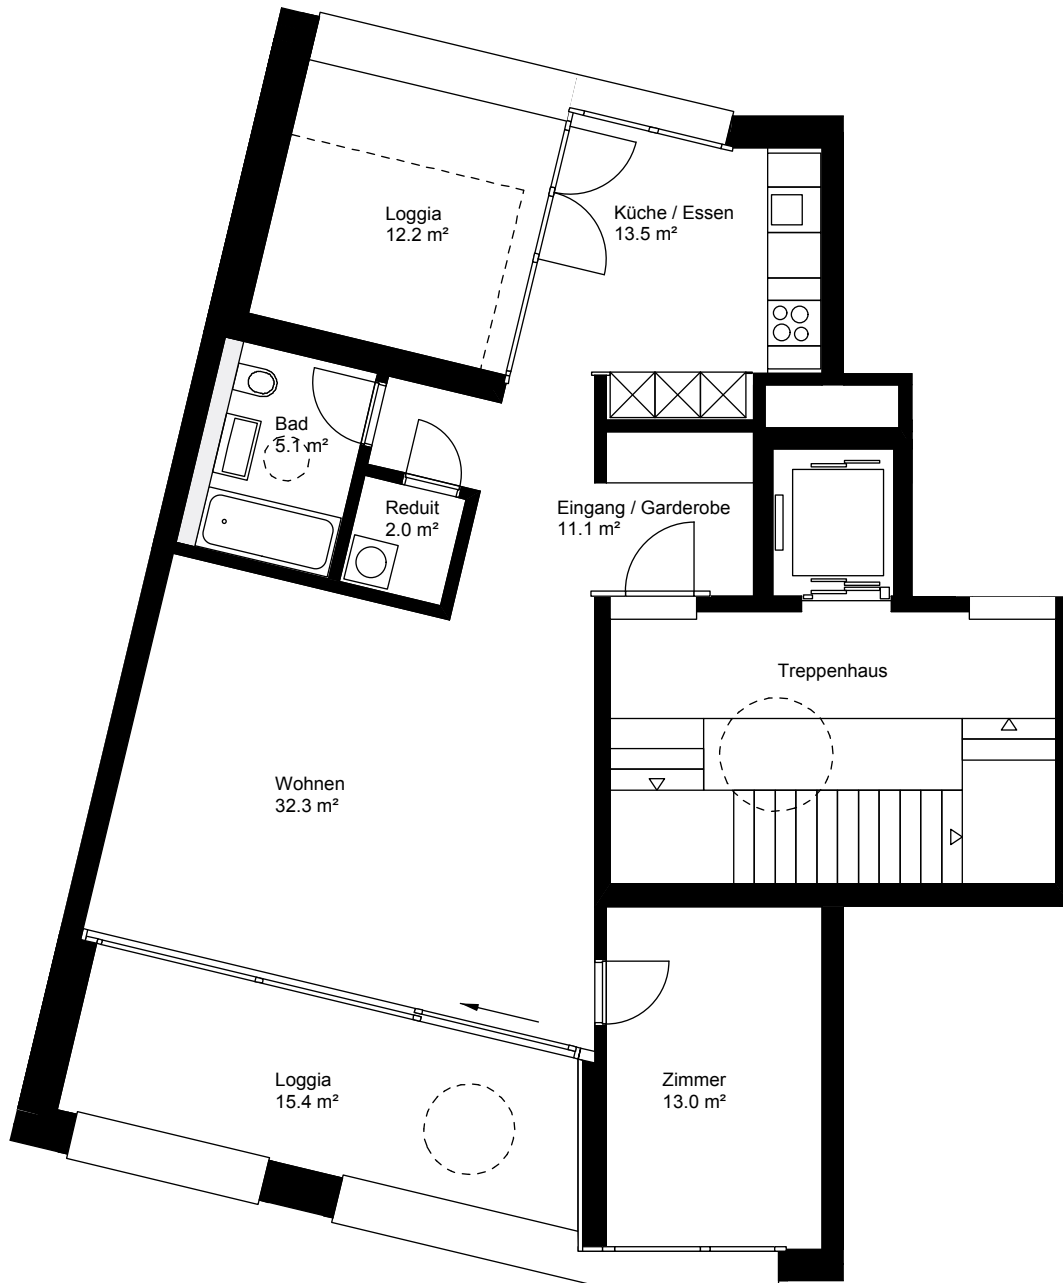 Loggia
12.2 m²
Küche / Essen
13.5 m²
Bad
5.1 m²
Reduit
2.0 m²
Eingang / Garderobe
11.1 m²
Treppenhaus
Wohnen
32.3 m²
Loggia
15.4 m²
Zimmer
13.0 m²